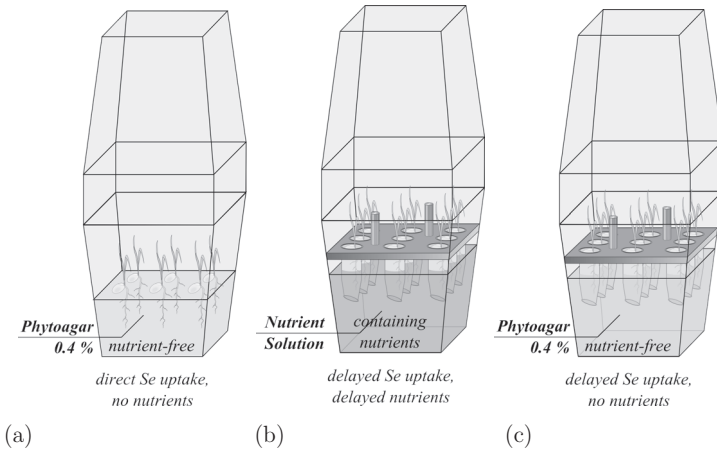 Phytoagar
0.4 %
nutrient-free
direct Se uptake,
no nutrients
(a)
Nutrient
Solution
containing
nutrients
delayed Se uptake,
delayed nutrients
(b)
Phytoagar
0.4 %
nutrient-free
delayed Se uptake,
no nutrients
(c)